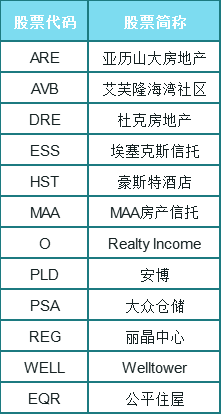 股票代码 股票简称
ARE 亚历山大房地产
AVB 艾芙隆海湾社区
DRE 杜克房地产
ESS 埃塞克斯信托
HST 豪斯特酒店
MAA MAA房产信托
O Realty Income
PLD 安博
PSA 大众仓储
REG 丽晶中心
WELL Welltower
EQR 公平住屋